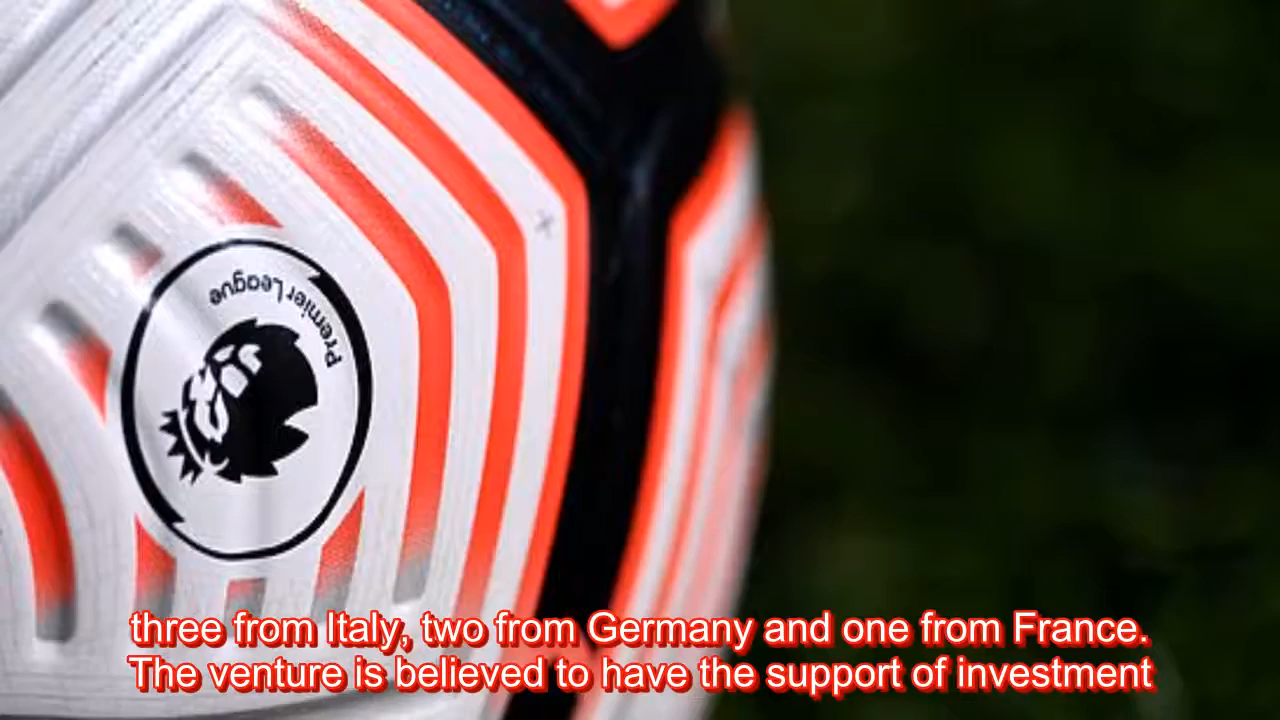 Premier League
three from Italy, two from Germany and one from France.
The venture is believed to have the support of investment